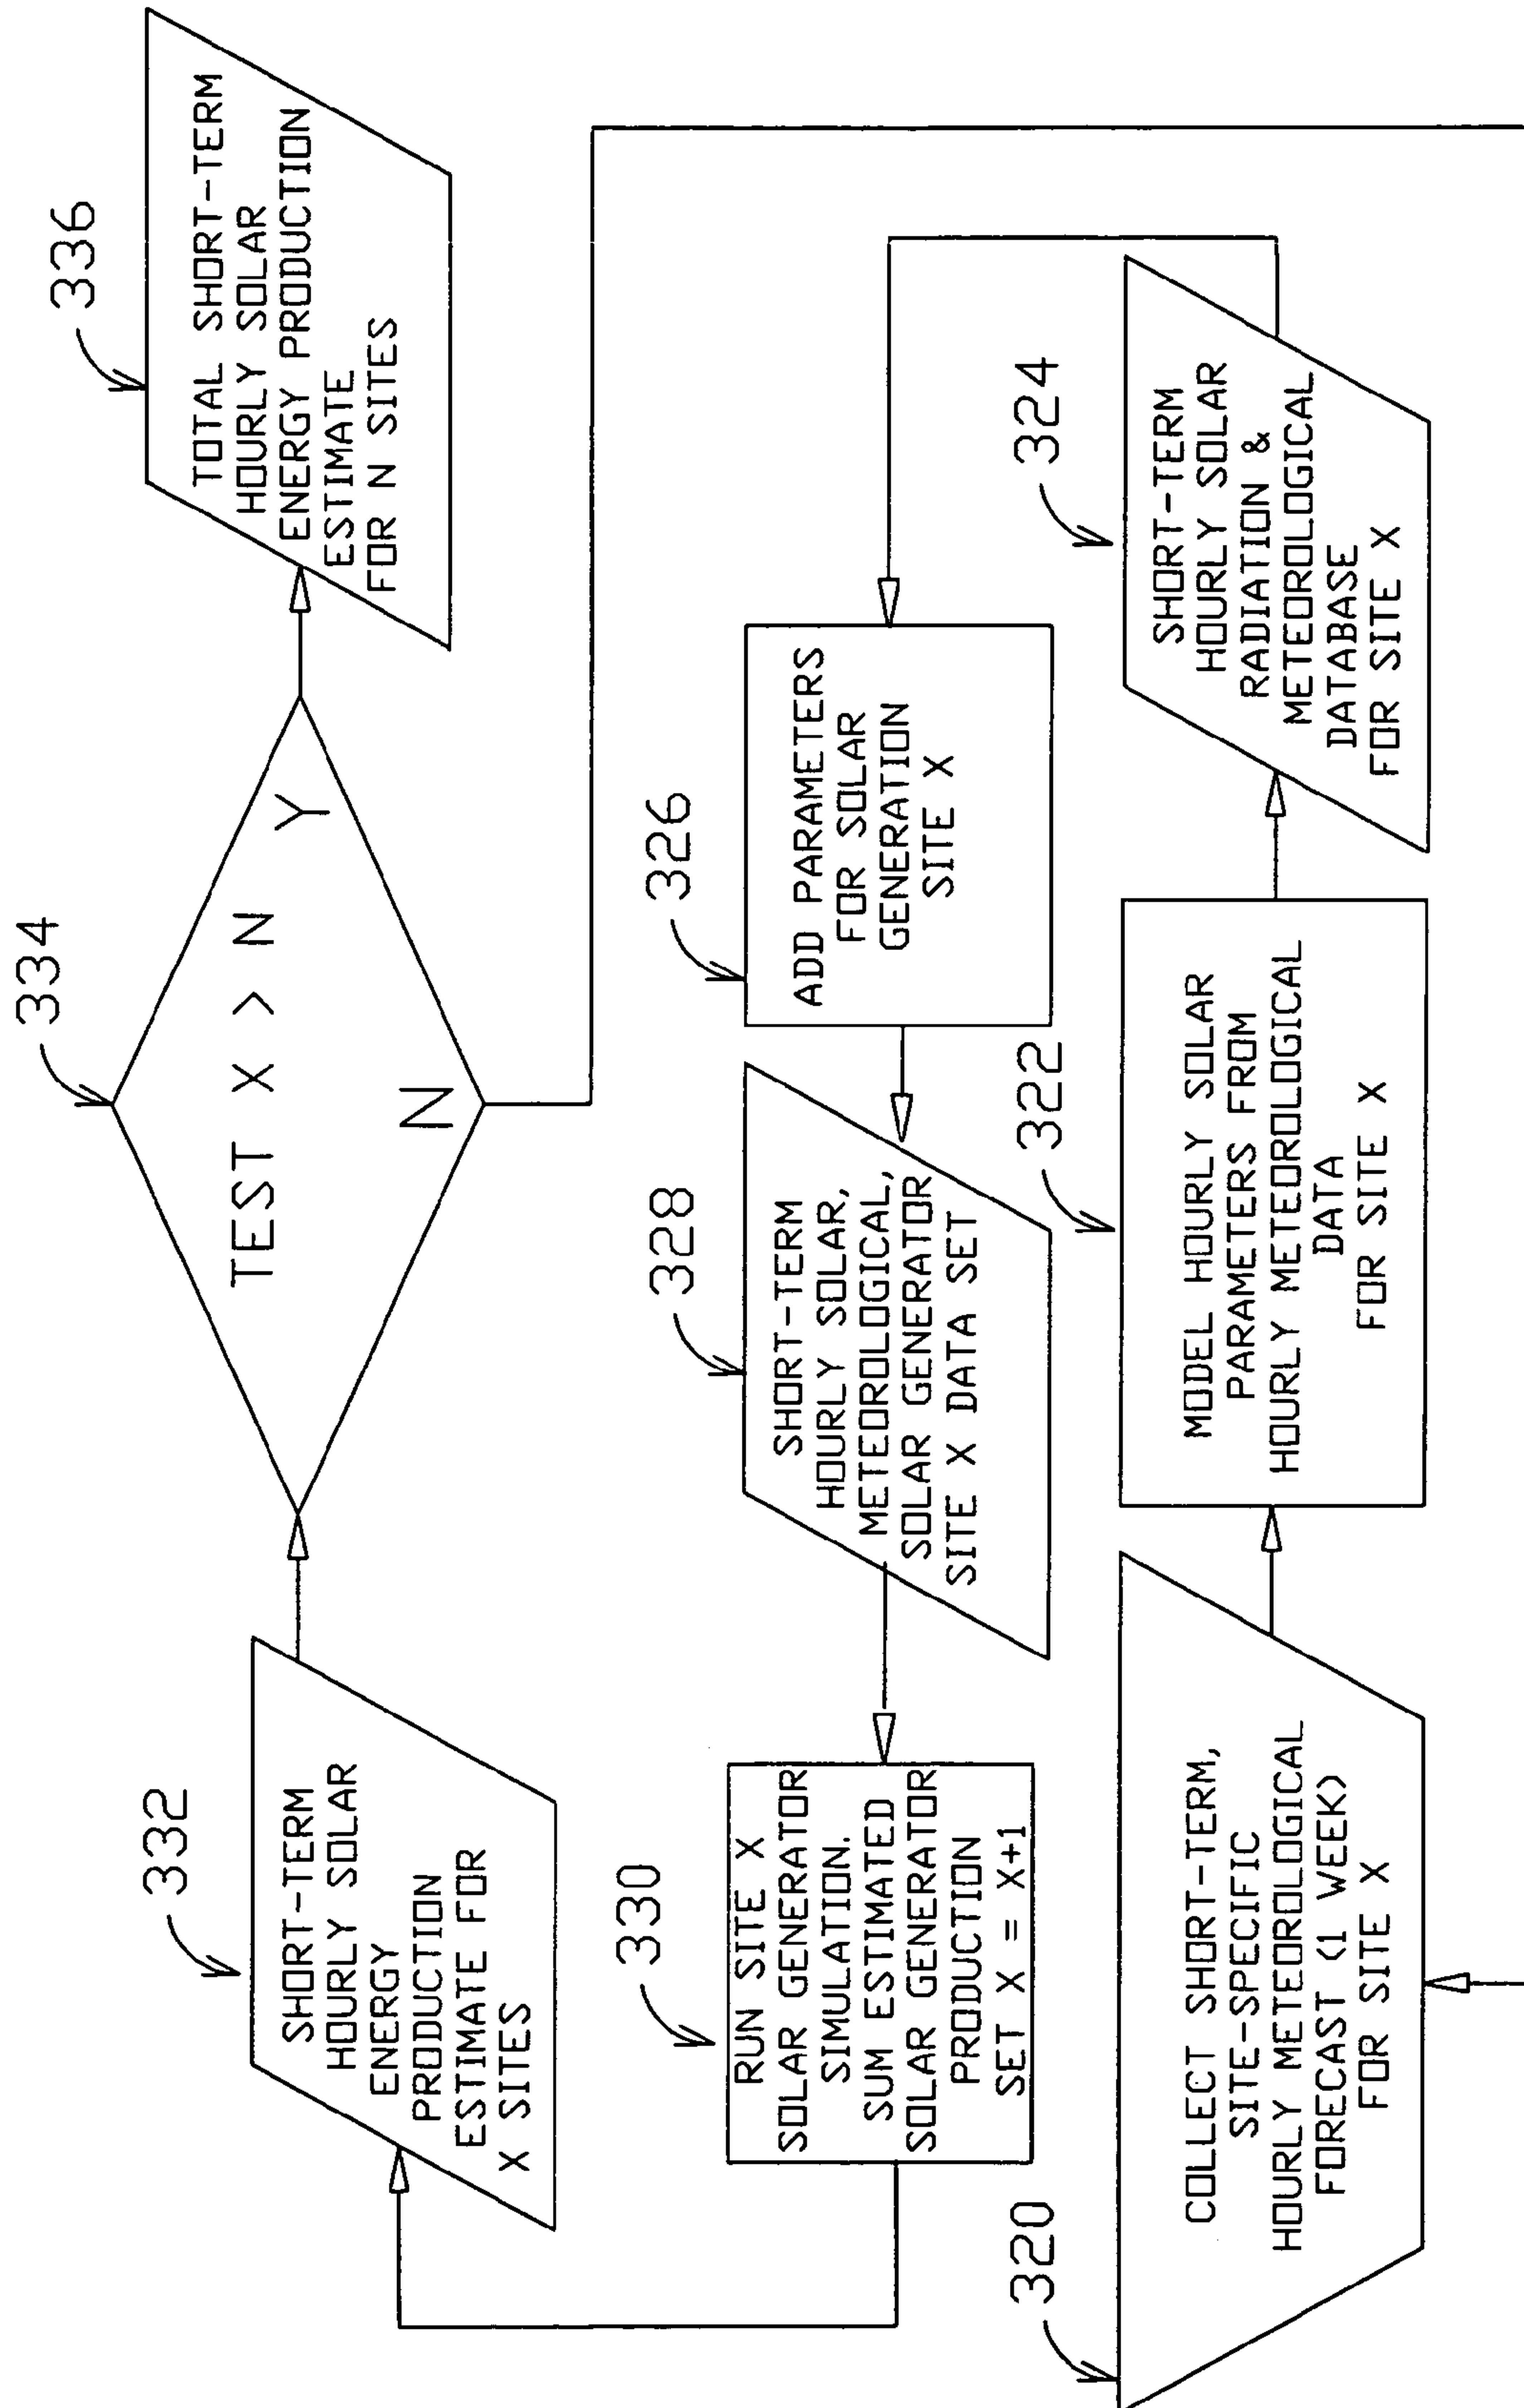 334
TEST X > N
Y
N
336
TOTAL SHORT-TERM
HOURLY SOLAR
ENERGY PRODUCTION
ESTIMATE
FOR N SITES
332
SHORT-TERM
HOURLY SOLAR
ENERGY
PRODUCTION
ESTIMATE FOR
X SITES
330
RUN SITE X
SOLAR GENERATOR
SIMULATION.
SUM ESTIMATED
SOLAR GENERATOR
PRODUCTION
SET X = X+1
328
SHORT-TERM
HOURLY SOLAR,
METEOROLOGICAL,
SOLAR GENERATOR
SITE X DATA SET
326
ADD PARAMETERS
FOR SOLAR
GENERATION
SITE X
320
COLLECT SHORT-TERM,
SITE-SPECIFIC
HOURLY METEOROLOGICAL
FORECAST (1 WEEK)
FOR SITE X
322
MODEL HOURLY SOLAR
PARAMETERS FROM
HOURLY METEOROLOGICAL
DATA
FOR SITE X
324
SHORT-TERM
HOURLY SOLAR
RADIATION &
METEOROLOGICAL
DATABASE
FOR SITE X